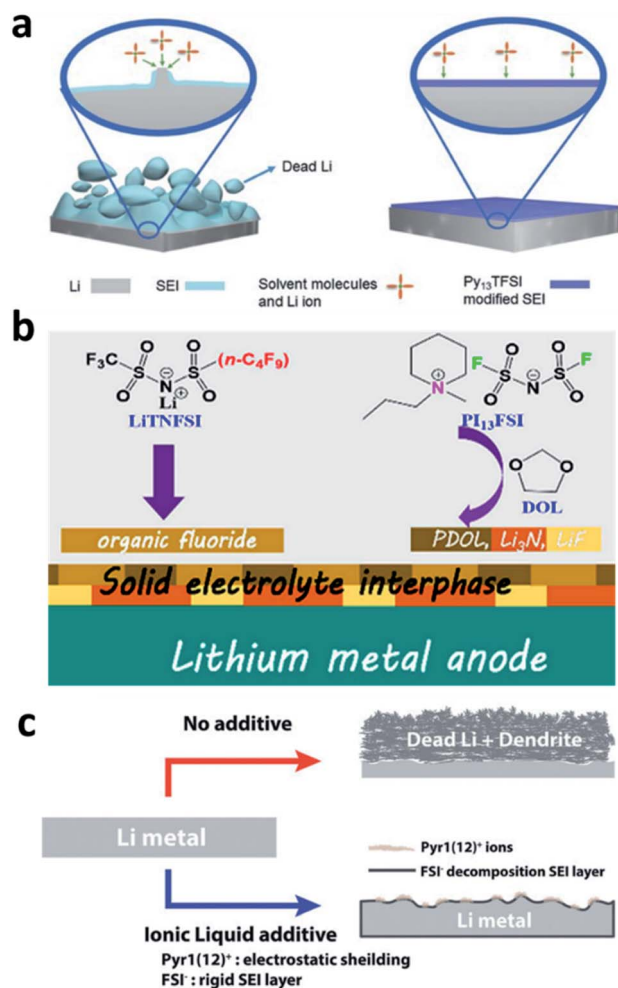 a
Dead Li
Li
SEI
Solvent molecules
and Li ion
Py₁₃TFSI
modified SEI
b
F₃C
O
O
S
N
⊖
Li
⊕
O
O
S
(n-C₄F₉)
LiTNFSI
N
⊕
PI₁₃FSI
F
O
O
S
N
⊖
O
O
S
F
O
O
DOL
organic fluoride
PDOL, Li₃N, LiF
Solid electrolyte interphase
Lithium metal anode
c
No additive
Dead Li + Dendrite
Li metal
Pyr1(12)⁺ ions
FSI⁻ decomposition SEI layer
Li metal
Ionic Liquid additive
Pyr1(12)⁺ : electrostatic sheilding
FSI⁻ : rigid SEI layer